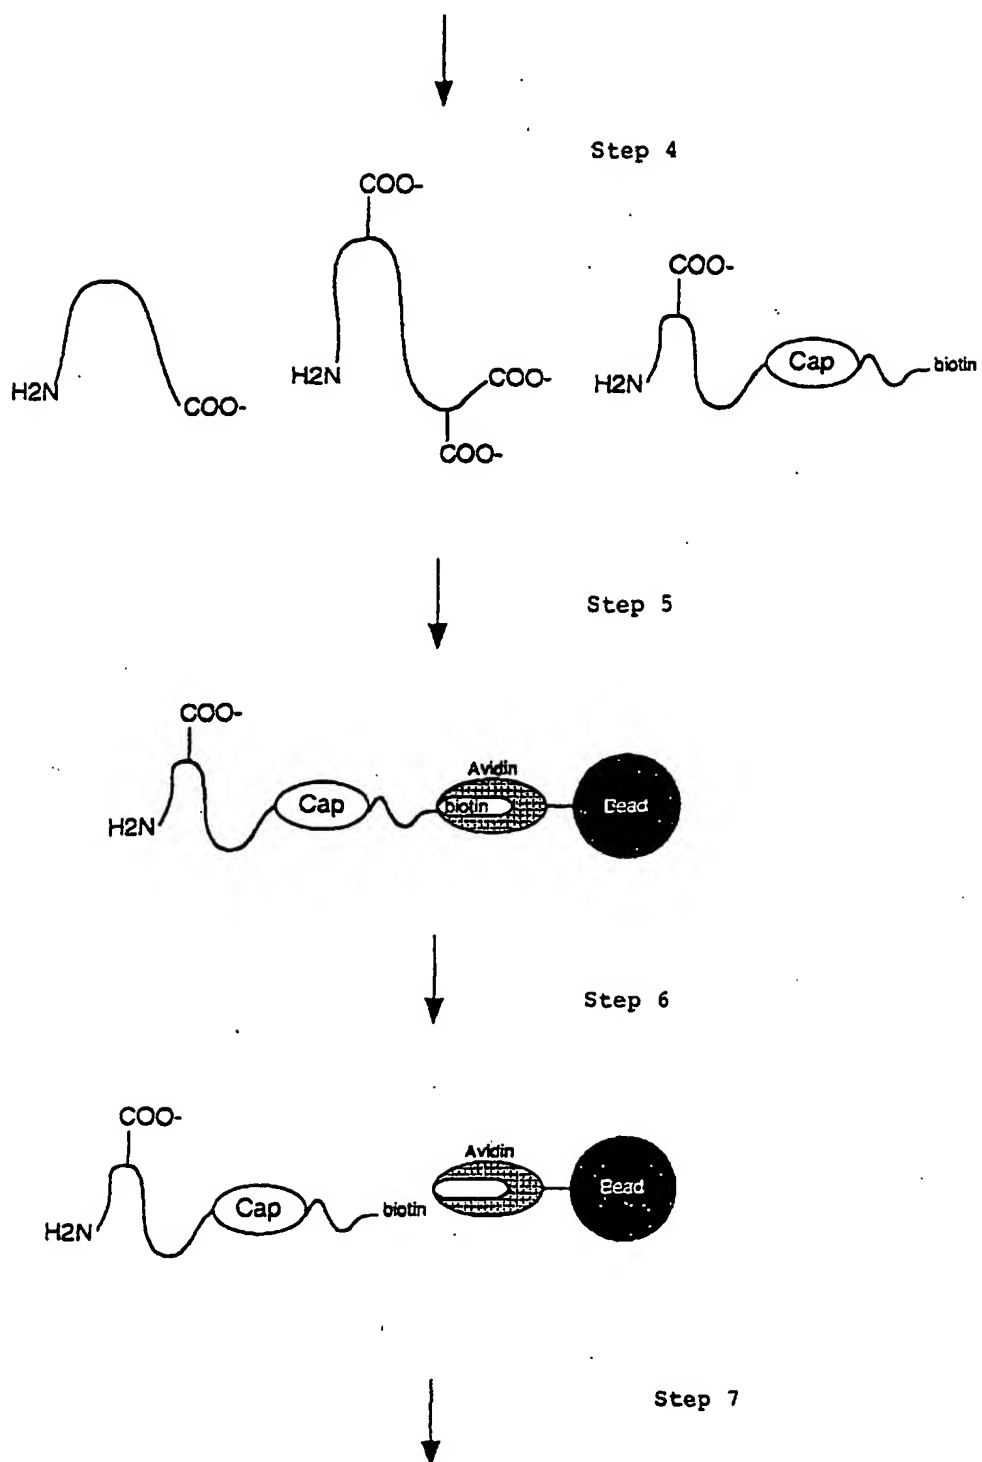 Step 4
COO-
COO-
H2N
COO-
H2N
COO-
COO-
H2N
Cap
biotin
Step 5
COO-
H2N
Cap
Avidin
biotin
Bead
Step 6
COO-
H2N
Cap
biotin
Avidin
Bead
Step 7